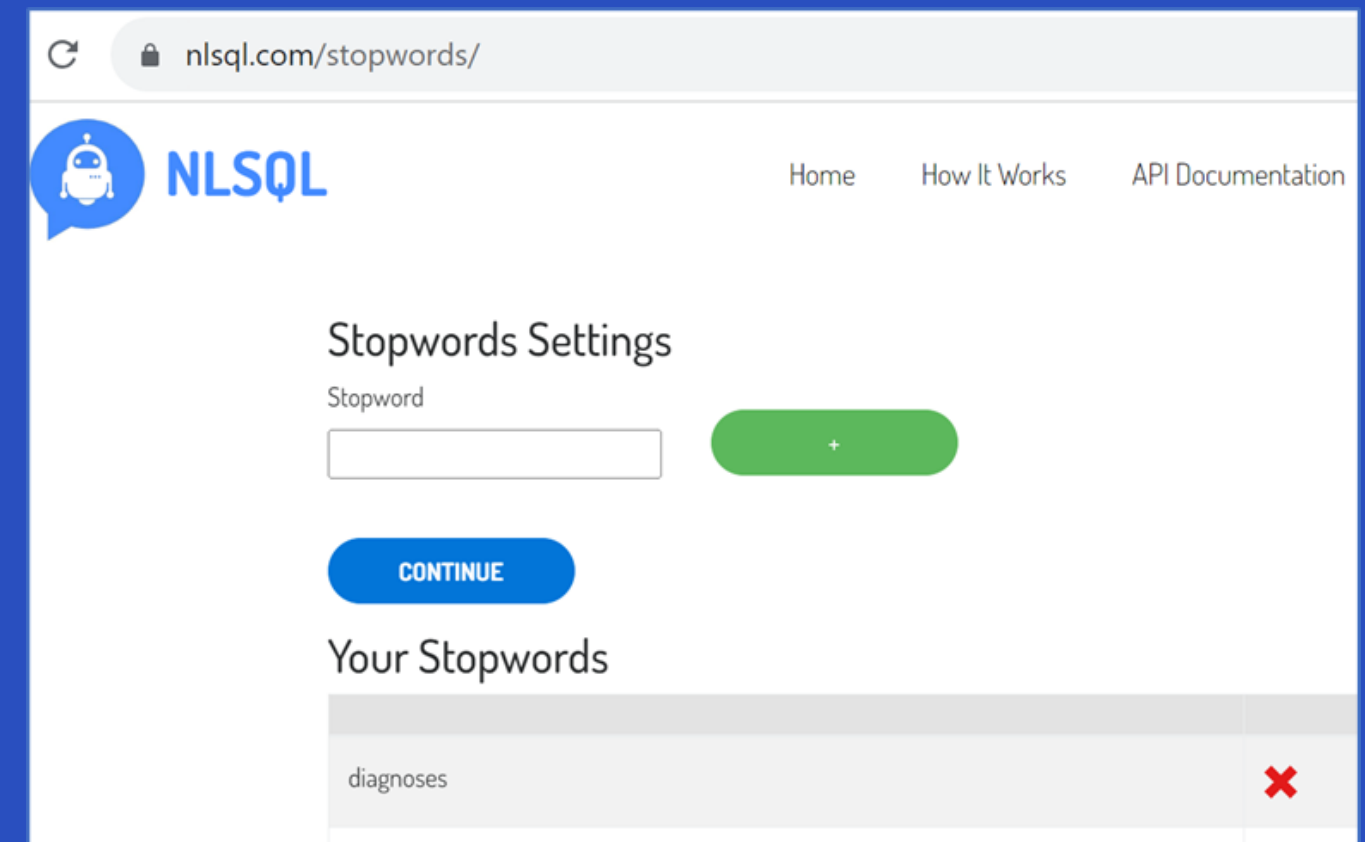 nlsql.com/stopwords/
NLSQL
Home How It Works API Documentation
Stopwords Settings
Stopword
+
CONTINUE
Your Stopwords
diagnoses